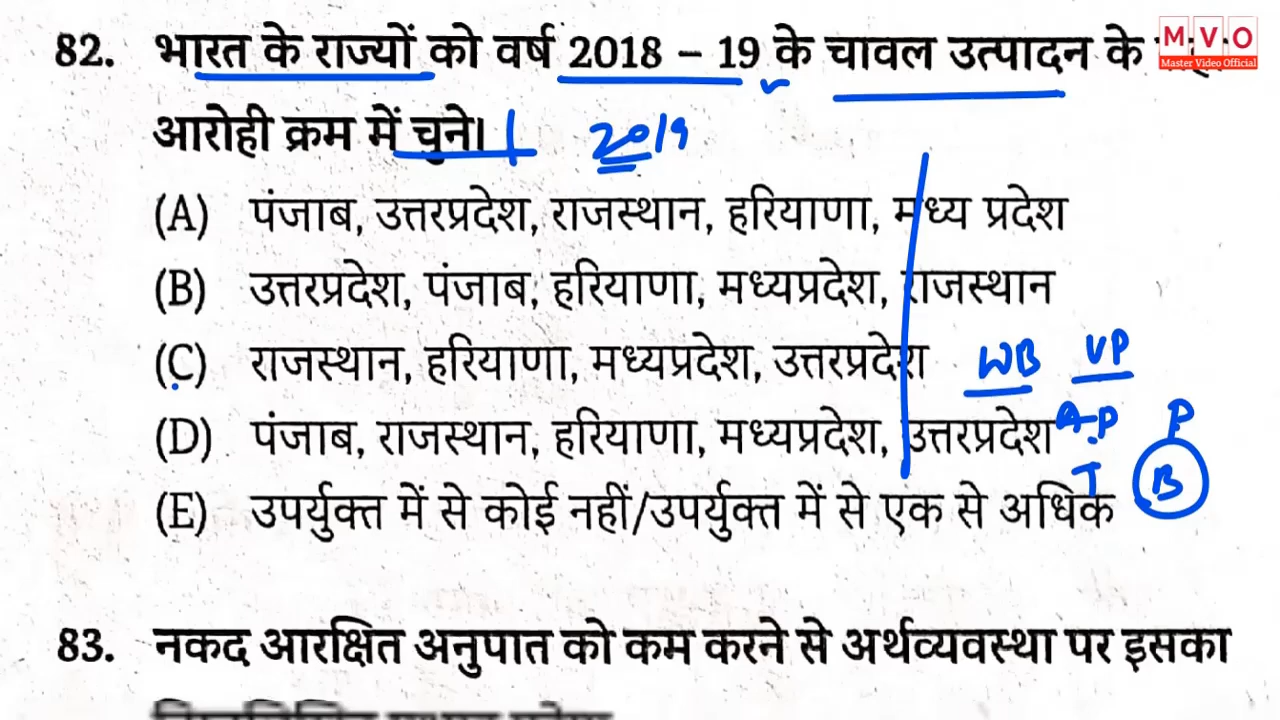 M V O
Master Video Official
82. भारत के राज्यों को वर्ष 2018 – 19 के चावल उत्पादन के
आरोही क्रम में चुने। 2019
(A) पंजाब, उत्तरप्रदेश, राजस्थान, हरियाणा, मध्य प्रदेश
(B) उत्तरप्रदेश, पंजाब, हरियाणा, मध्यप्रदेश, राजस्थान
(C) राजस्थान, हरियाणा, मध्यप्रदेश, उत्तरप्रदेश WB UP
(D) पंजाब, राजस्थान, हरियाणा, मध्यप्रदेश, उत्तरप्रदेश A.P P
T B
(E) उपर्युक्त में से कोई नहीं/उपर्युक्त में से एक से अधिक
83. नकद आरक्षित अनुपात को कम करने से अर्थव्यवस्था पर इसका